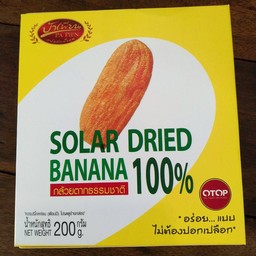 SOLAR DRIED
BANANA 100%
กล้วยตากธรรมชาติ
น้ำหนักสุทธิ 200 กรัม
NET WEIGHT 200 g.
OTOP
"อร่อย... แบบ
ไม่ต้องปอกเปลือก"